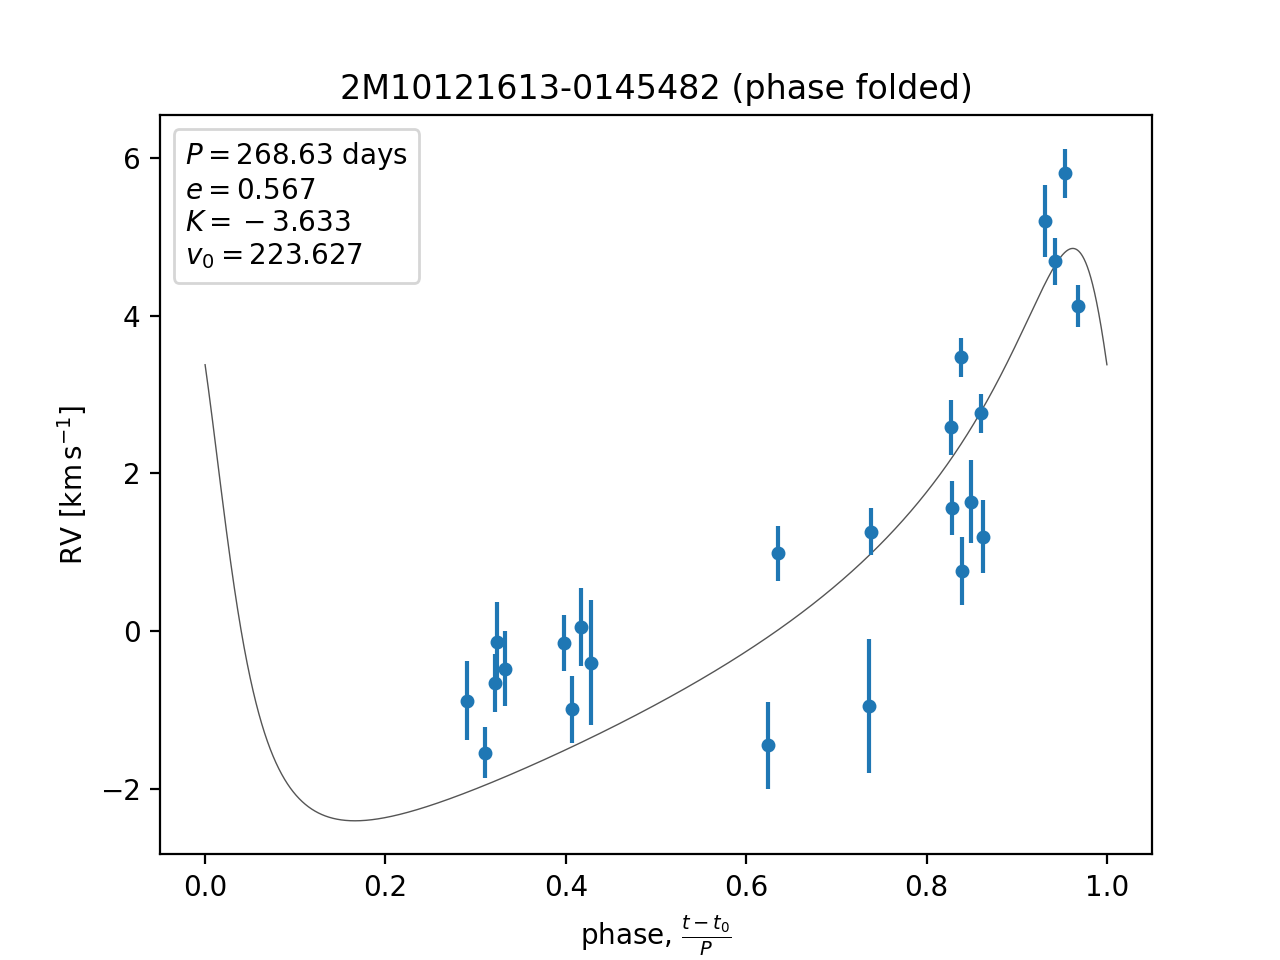 2M10121613-0145482 (phase folded)
P = 268.63 days
e = 0.567
K = − 3.633
v₀ = 223.627
6
4
2
0
−2
RV [km s⁻¹]
0.0 0.2 0.4 0.6 0.8 1.0
phase, (t − t₀)/P